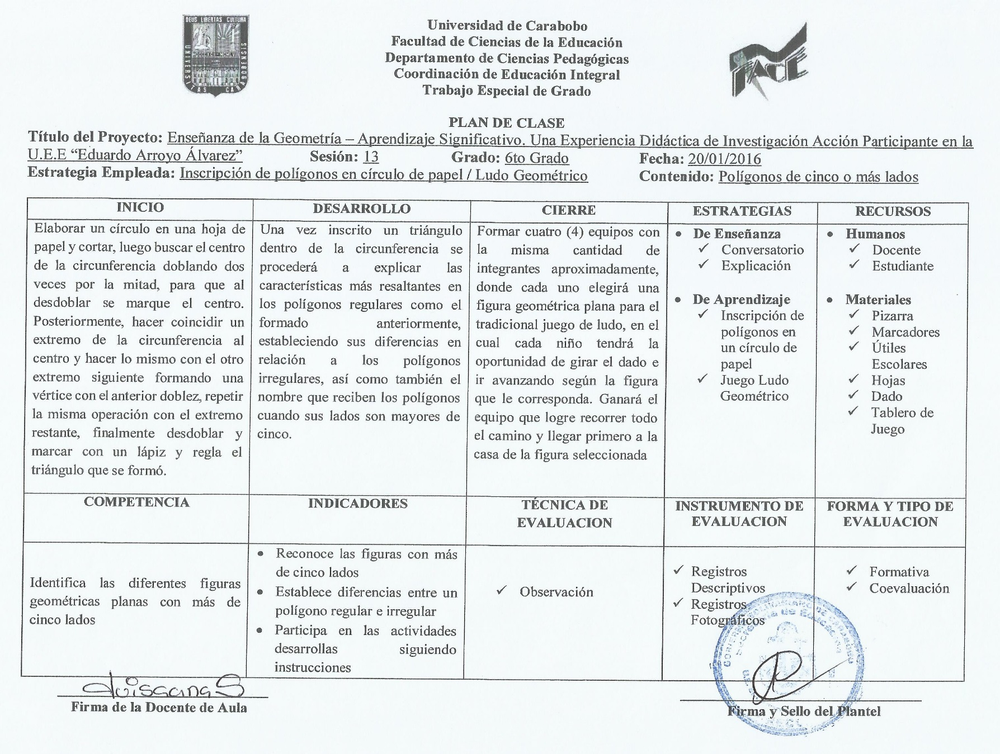 DEUS LIBERTAS CULTURA
UNIVERSITAS CARABOBENSIS
FACE
Universidad de Carabobo
Facultad de Ciencias de la Educación
Departamento de Ciencias Pedagógicas
Coordinación de Educación Integral
Trabajo Especial de Grado
PLAN DE CLASE
Título del Proyecto: Enseñanza de la Geometría – Aprendizaje Significativo. Una Experiencia Didáctica de Investigación Acción Participante en la
U.E.E “Eduardo Arroyo Álvarez” Sesión: 13 Grado: 6to Grado Fecha: 20/01/2016
Estrategia Empleada: Inscripción de polígonos en círculo de papel / Ludo Geométrico Contenido: Polígonos de cinco o más lados
INICIO
Elaborar un círculo en una hoja de
papel y cortar, luego buscar el centro
de la circunferencia doblando dos
veces por la mitad, para que al
desdoblar se marque el centro.
Posteriormente, hacer coincidir un
extremo de la circunferencia al
centro y hacer lo mismo con el otro
extremo siguiente formando una
vértice con el anterior doblez, repetir
la misma operación con el extremo
restante, finalmente desdoblar y
marcar con un lápiz y regla el
triángulo que se formó.
DESARROLLO
Una vez inscrito un triángulo
dentro de la circunferencia se
procederá a explicar las
características más resaltantes en
los polígonos regulares como el
formado anteriormente,
estableciendo sus diferencias en
relación a los polígonos
irregulares, así como también el
nombre que reciben los polígonos
cuando sus lados son mayores de
cinco.
CIERRE
Formar cuatro (4) equipos con
la misma cantidad de
integrantes aproximadamente,
donde cada uno elegirá una
figura geométrica plana para el
tradicional juego de ludo, en el
cual cada niño tendrá la
oportunidad de girar el dado e
ir avanzando según la figura
que le corresponda. Ganará el
equipo que logre recorrer todo
el camino y llegar primero a la
casa de la figura seleccionada
ESTRATEGIAS
• De Enseñanza
✓ Conversatorio
✓ Explicación
• De Aprendizaje
✓ Inscripción de
polígonos en
un círculo de
papel
✓ Juego Ludo
Geométrico
RECURSOS
• Humanos
✓ Docente
✓ Estudiante
• Materiales
✓ Pizarra
✓ Marcadores
✓ Útiles
Escolares
✓ Hojas
✓ Dado
✓ Tablero de
Juego
COMPETENCIA
Identifica las diferentes figuras
geométricas planas con más de
cinco lados
INDICADORES
• Reconoce las figuras con más
de cinco lados
• Establece diferencias entre un
polígono regular e irregular
• Participa en las actividades
desarrollas siguiendo
instrucciones
TÉCNICA DE
EVALUACION
✓ Observación
INSTRUMENTO DE
EVALUACION
✓ Registros
Descriptivos
✓ Registros
Fotográficos
FORMA Y TIPO DE
EVALUACION
✓ Formativa
✓ Coevaluación
Firma de la Docente de Aula
Firma y Sello del Plantel